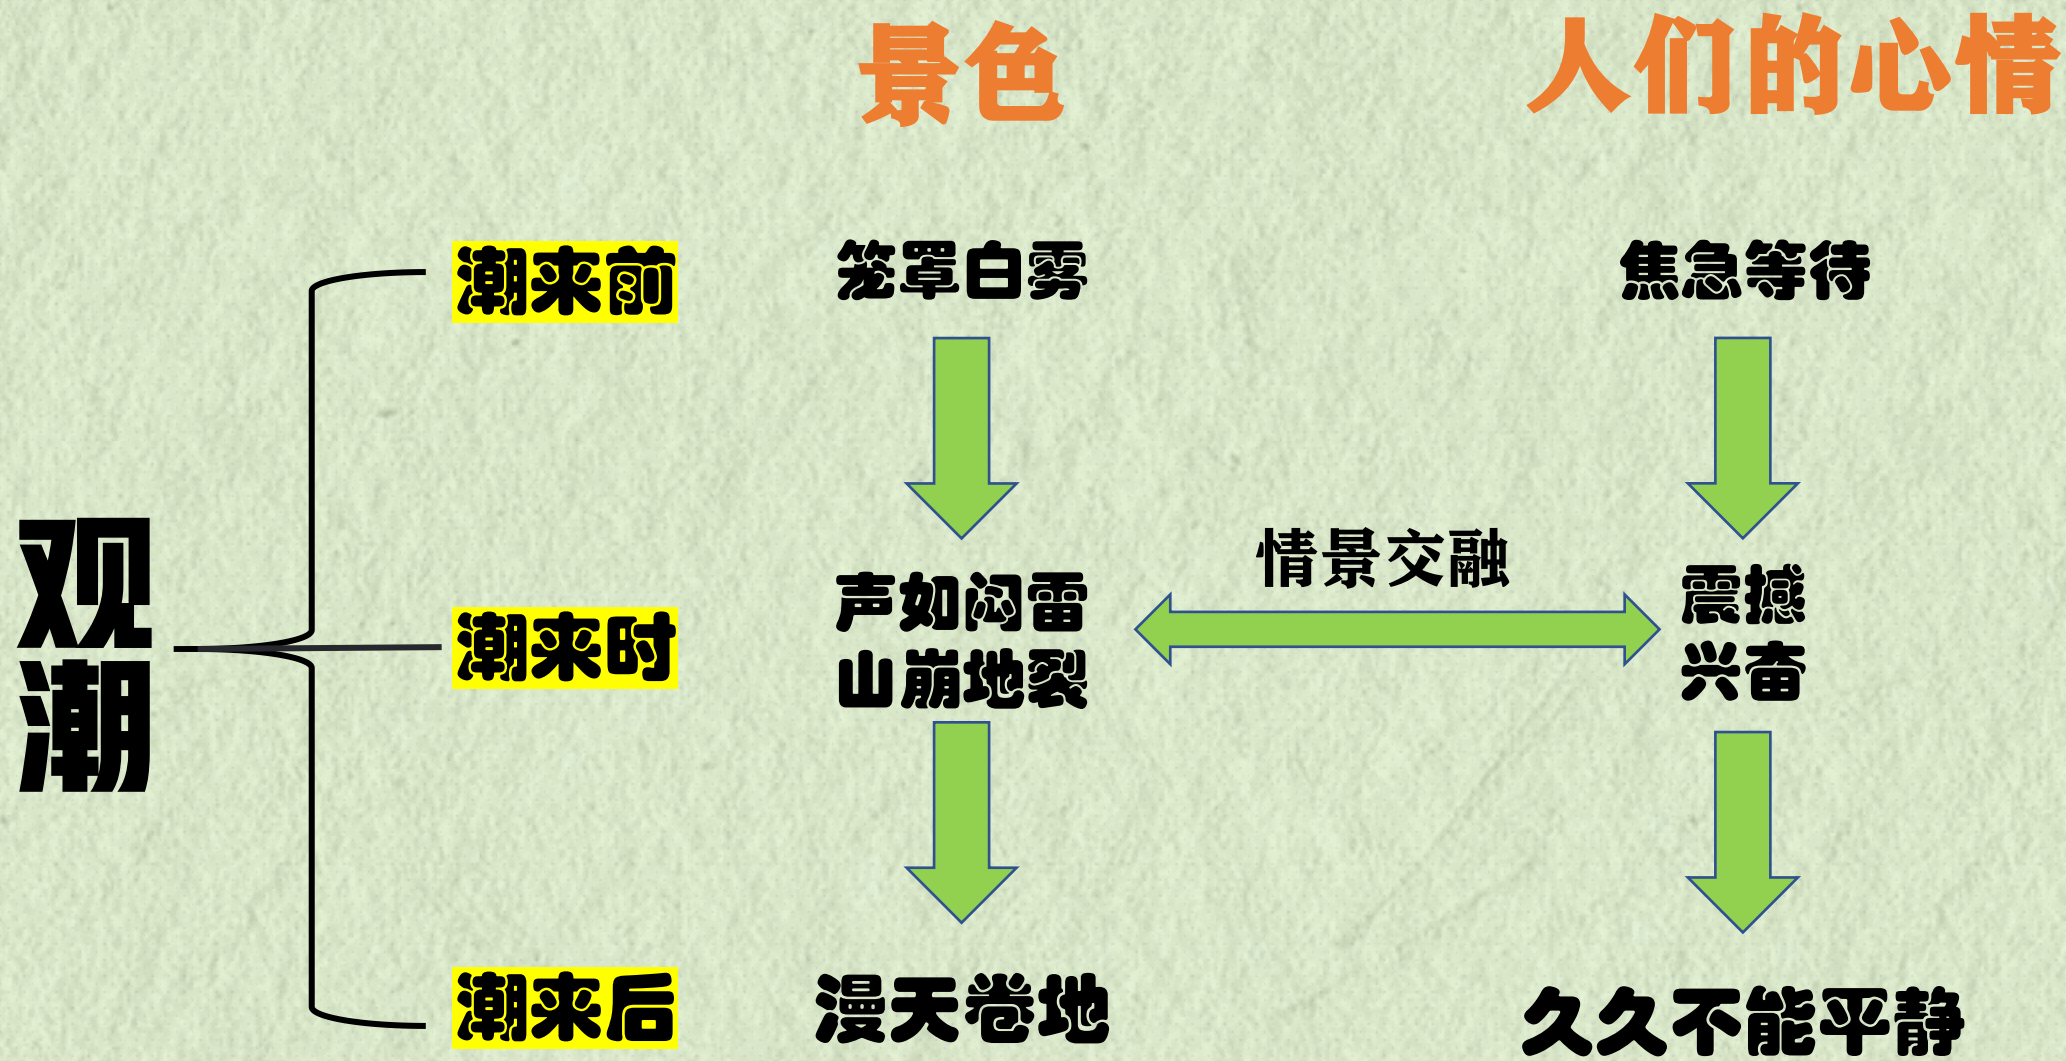 景色
人们的心情
观
潮
潮来前
笼罩白雾
焦急等待
潮来时
声如闷雷
山崩地裂
情景交融
震撼
兴奋
潮来后
漫天卷地
久久不能平静